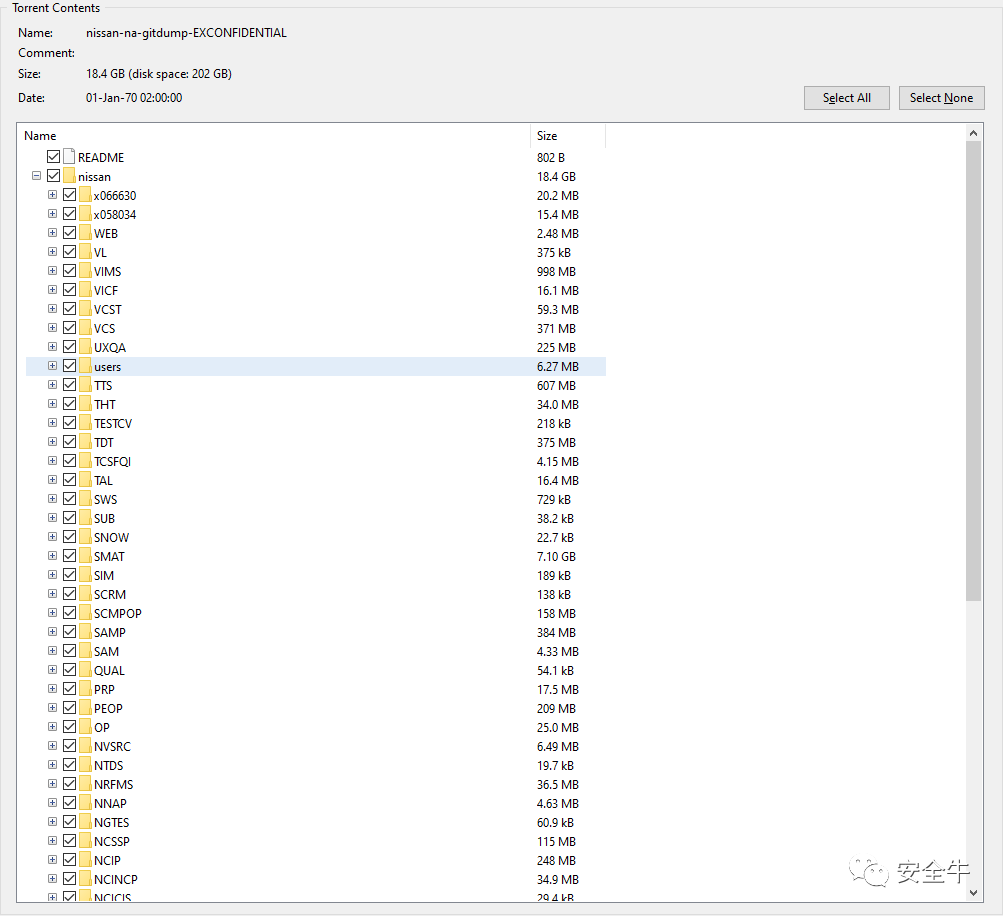 Torrent Contents
Name: nissan-na-gitdump-EXCONFIDENTIAL
Comment:
Size: 18.4 GB (disk space: 202 GB)
Date: 01-Jan-70 02:00:00
Select All Select None
Name Size
README 802 B
nissan 18.4 GB
x066630 20.2 MB
x058034 15.4 MB
WEB 2.48 MB
VL 375 kB
VIMS 998 MB
VICF 16.1 MB
VCST 59.3 MB
VCS 371 MB
UXQA 225 MB
users 6.27 MB
TTS 607 MB
THT 34.0 MB
TESTCV 218 kB
TDT 375 MB
TCSFQI 4.15 MB
TAL 16.4 MB
SWS 729 kB
SUB 38.2 kB
SNOW 22.7 kB
SMAT 7.10 GB
SIM 189 kB
SCRM 138 kB
SCMPOP 158 MB
SAMP 384 MB
SAM 4.33 MB
QUAL 54.1 kB
PRP 17.5 MB
PEOP 209 MB
OP 25.0 MB
NVSRC 6.49 MB
NTDS 19.7 kB
NRFMS 36.5 MB
NNAP 4.63 MB
NGTES 60.9 kB
NCSSP 115 MB
NCIP 248 MB
NCINCP 34.9 MB
NCICIS 29.4 kB
安全牛